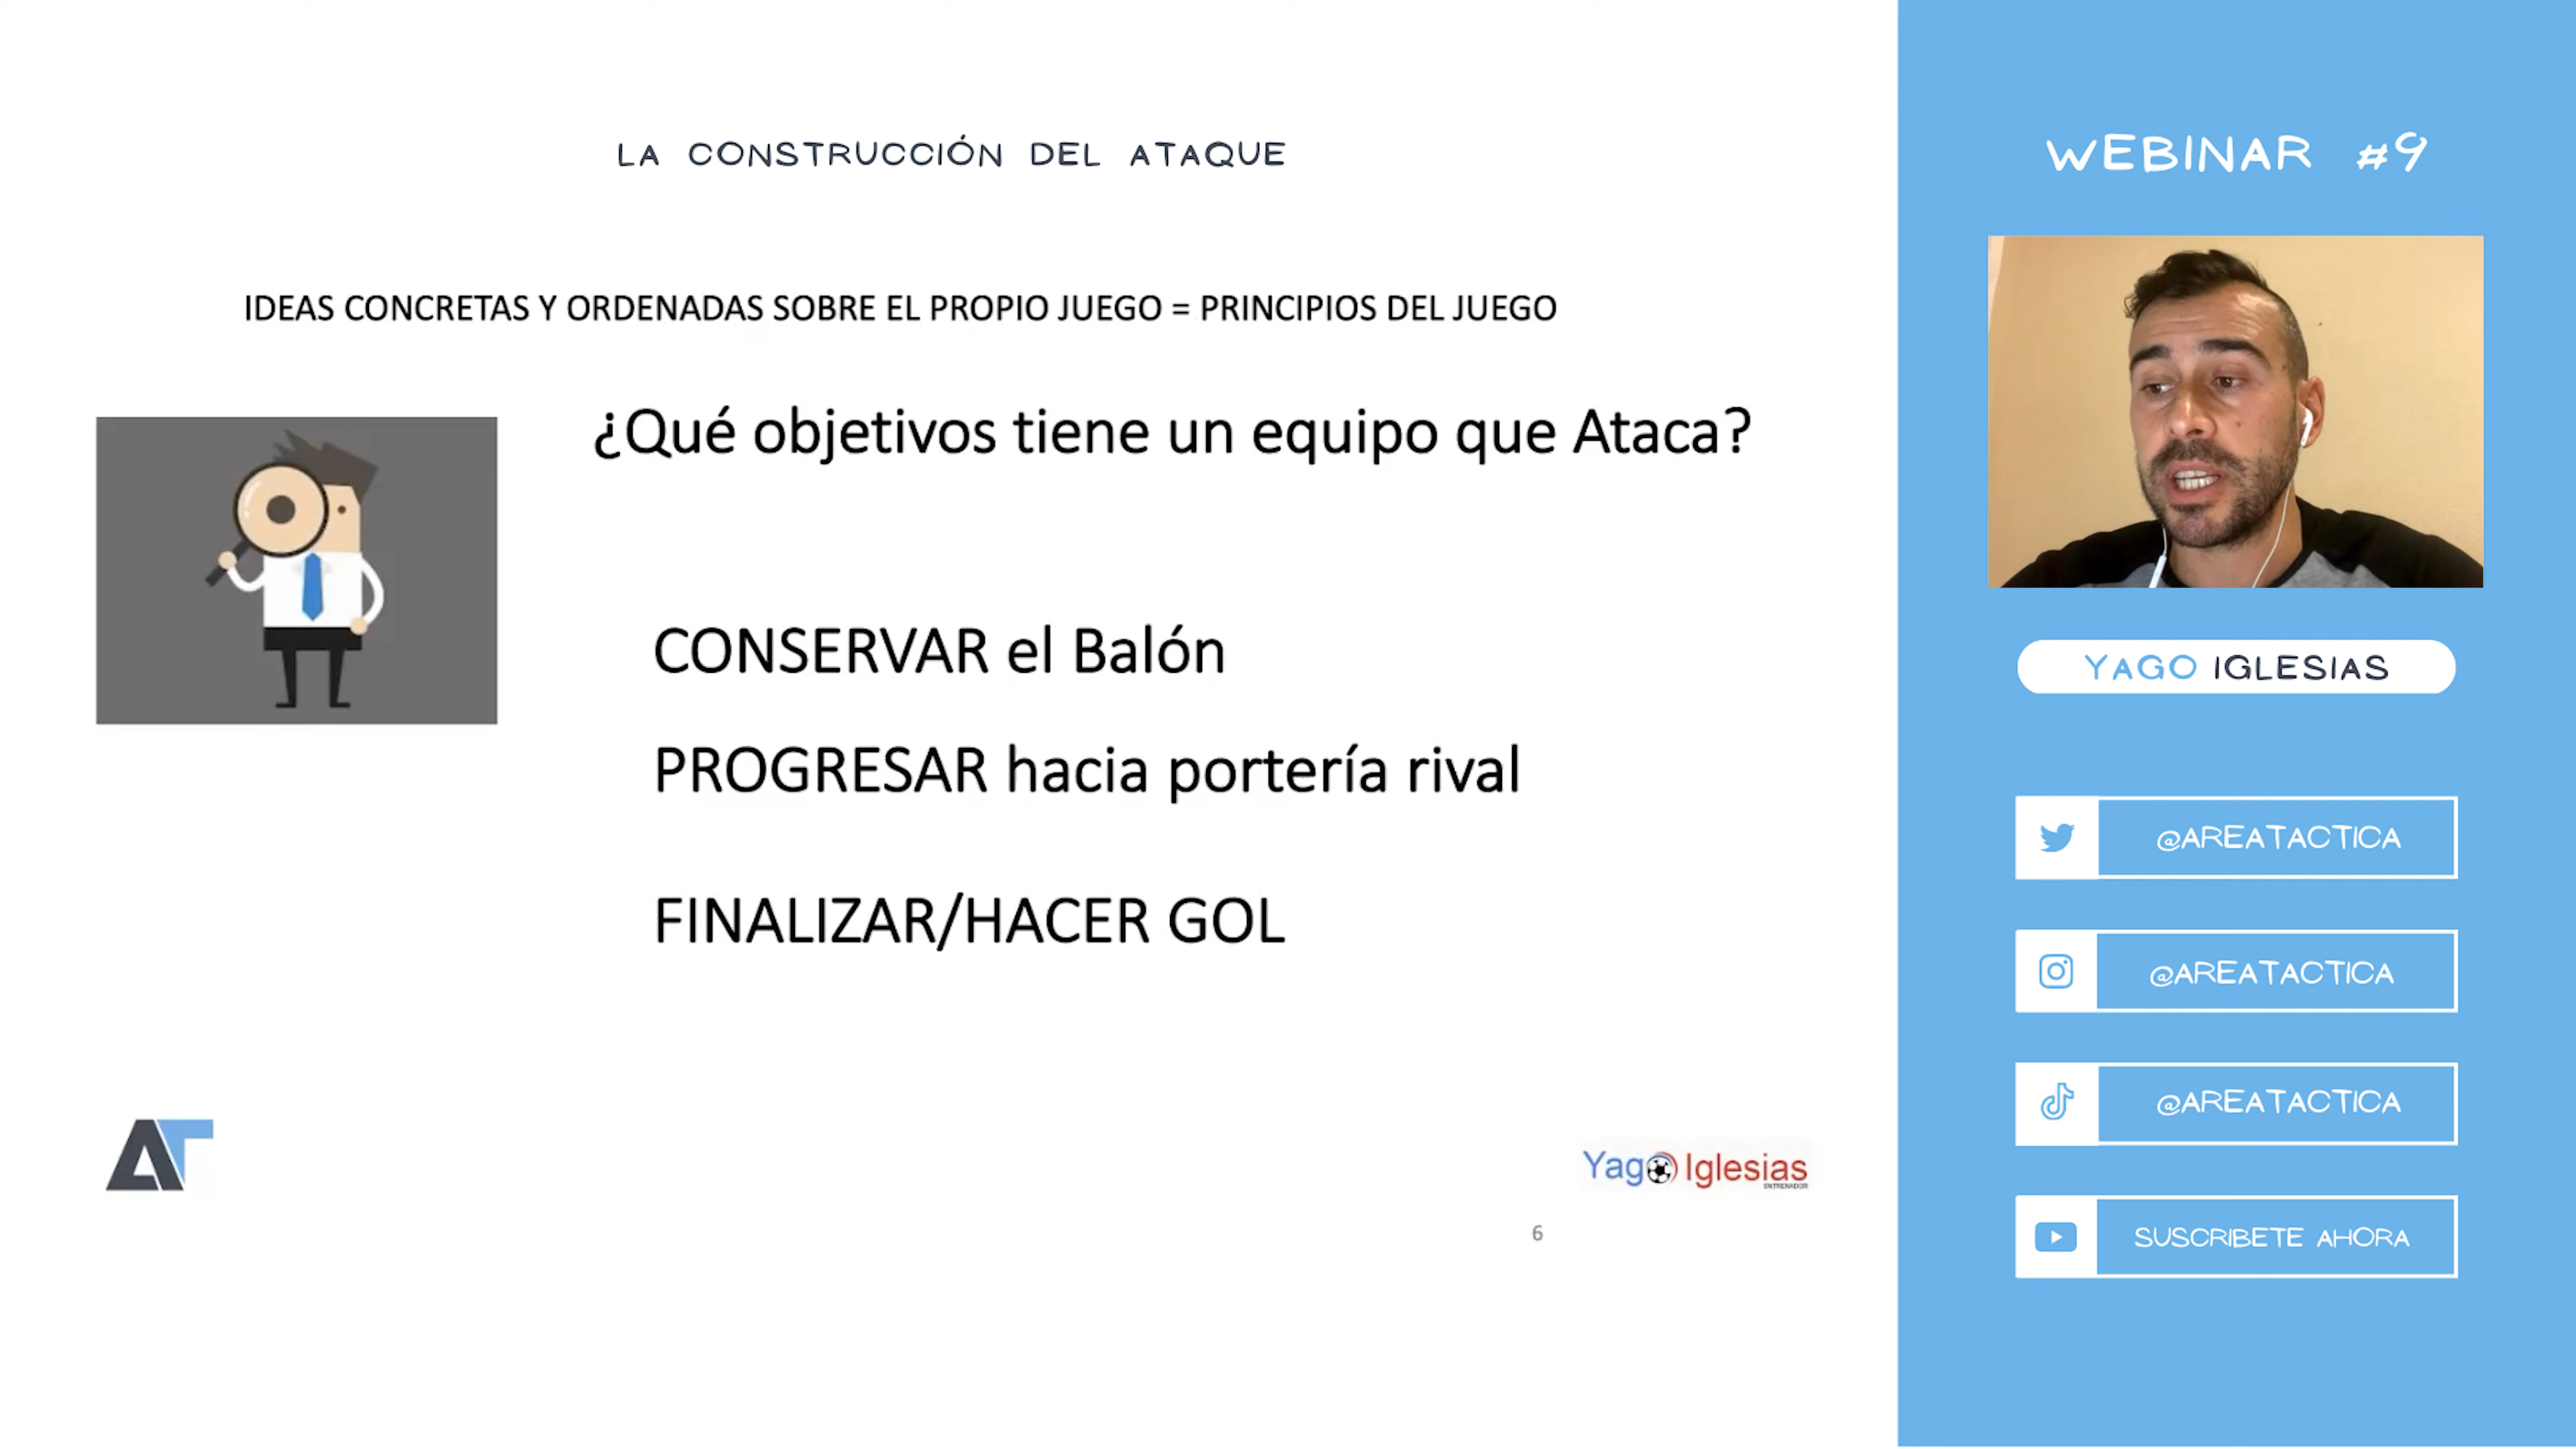 LA CONSTRUCCIÓN DEL ATAQUE
IDEAS CONCRETAS Y ORDENADAS SOBRE EL PROPIO JUEGO = PRINCIPIOS DEL JUEGO
¿Qué objetivos tiene un equipo que Ataca?
CONSERVAR el Balón
PROGRESAR hacia portería rival
FINALIZAR/HACER GOL
AT
Yago Iglesias
ENTRENADOR
6
WEBINAR #9
YAGO IGLESIAS
@AREATACTICA
@AREATACTICA
@AREATACTICA
SUSCRIBETE AHORA